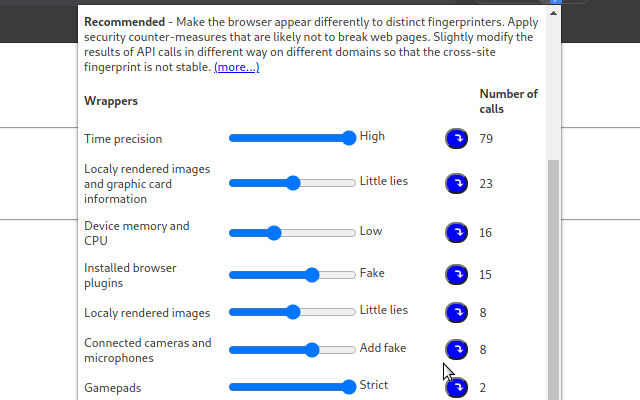 Recommended - Make the browser appear differently to distinct fingerprinters. Apply
security counter-measures that are likely not to break web pages. Slightly modify the
results of API calls in different way on different domains so that the cross-site
fingerprint is not stable. (more...)
Wrappers
Number of
calls
Time precision
High
79
Localy rendered images
and graphic card
information
Little lies
23
Device memory and
CPU
Low
16
Installed browser
plugins
Fake
15
Localy rendered images
Little lies
8
Connected cameras and
microphones
Add fake
8
Gamepads
Strict
2